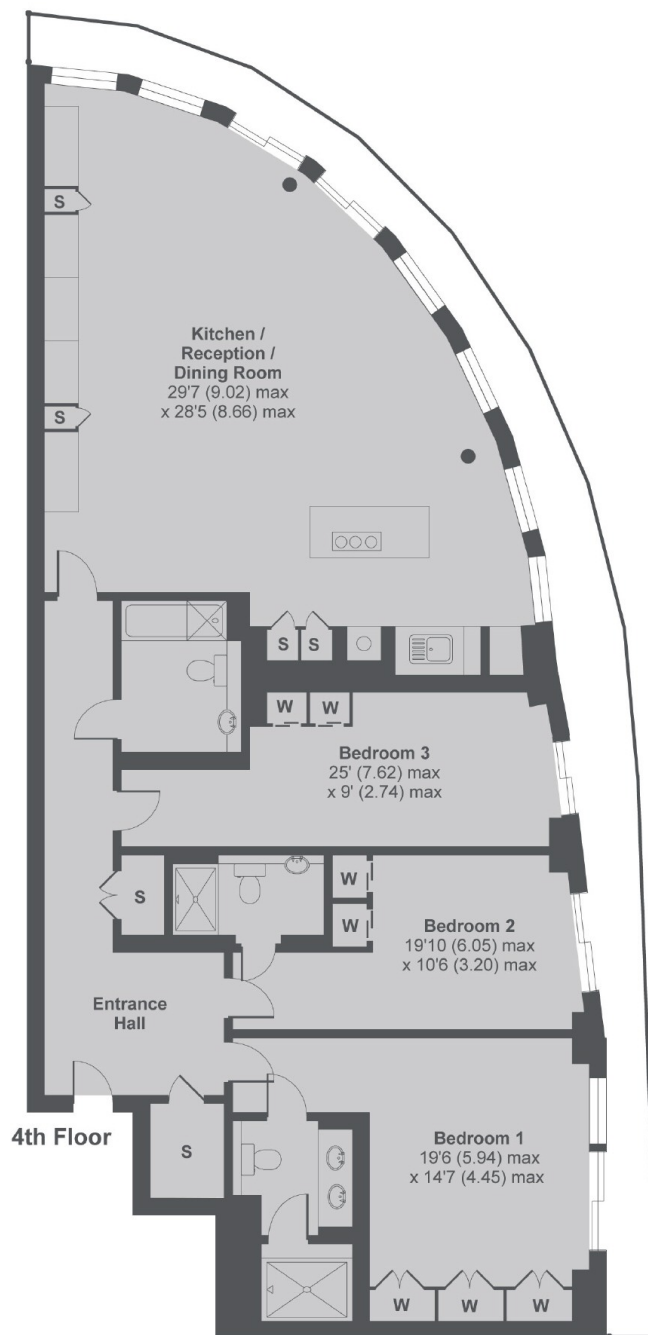 S
S
Kitchen /
Reception /
Dining Room
29'7 (9.02) max
x 28'5 (8.66) max
S S
W W
Bedroom 3
25' (7.62) max
x 9' (2.74) max
S
W
W
Bedroom 2
19'10 (6.05) max
x 10'6 (3.20) max
Entrance
Hall
4th Floor
S
Bedroom 1
19'6 (5.94) max
x 14'7 (4.45) max
W W W